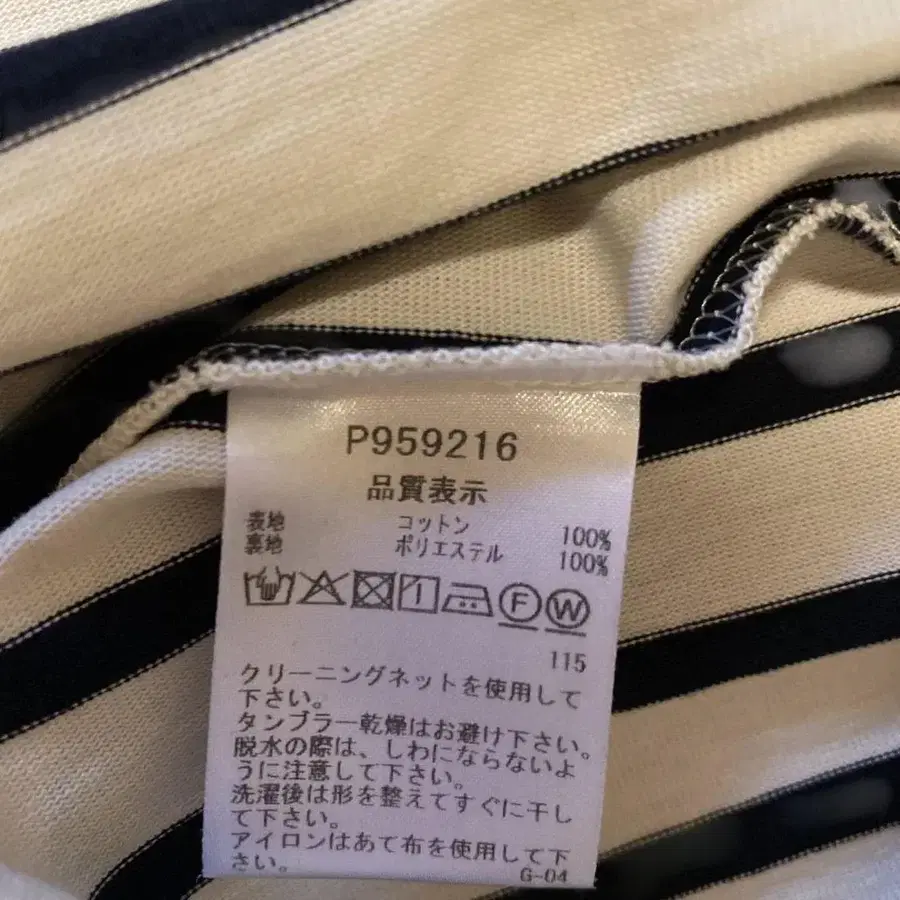 P959216
品質表示
表地 コットン 100%
裏地 ポリエステル 100%
F W
115
クリーニングネットを使用して
下さい。
タンブラー乾燥はお避け下さい。
脱水の際は、しわにならないよ
うに注意して下さい。
洗濯後は形を整えてすぐに干し
て下さい。
アイロンはあて布を使用して下
さい。
G-04